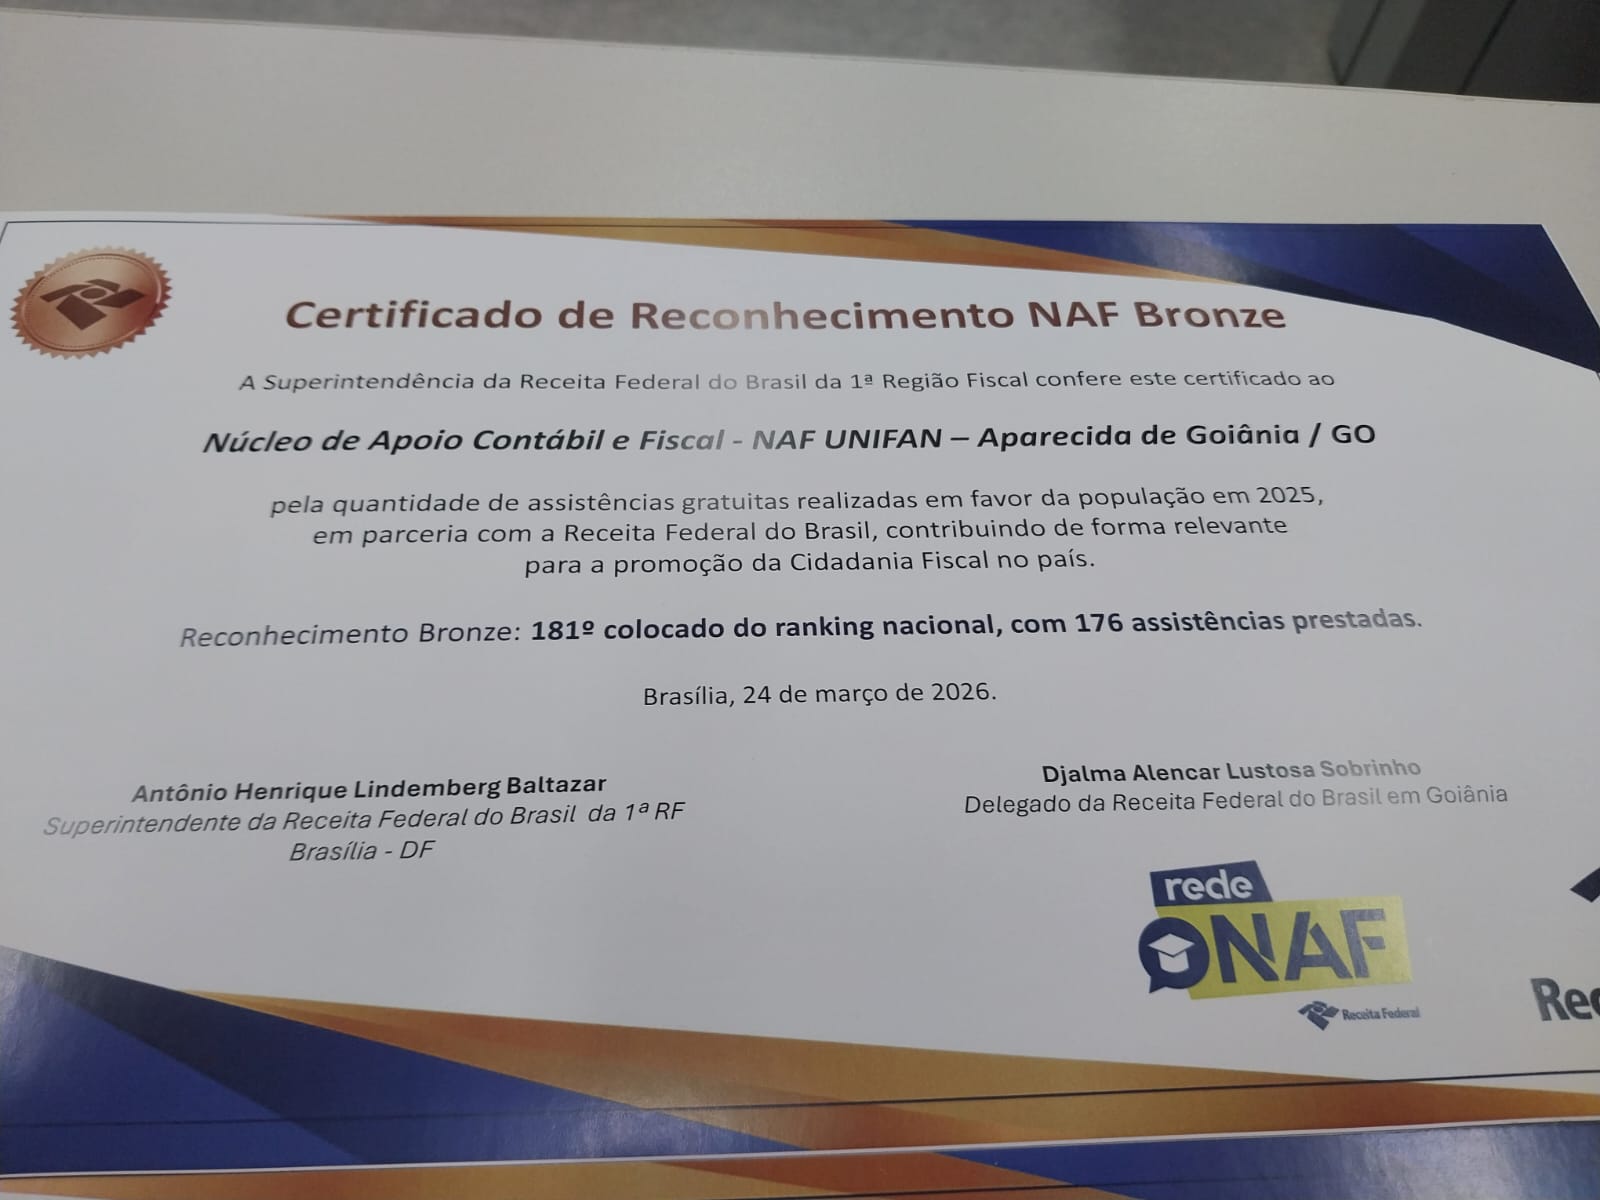 Certificado de Reconhecimento NAF Bronze
A Superintendência da Receita Federal do Brasil da 1ª Região Fiscal confere este certificado ao
Núcleo de Apoio Contábil e Fiscal - NAF UNIFAN – Aparecida de Goiânia / GO
pela quantidade de assistências gratuitas realizadas em favor da população em 2025,
em parceria com a Receita Federal do Brasil, contribuindo de forma relevante
para a promoção da Cidadania Fiscal no país.
Reconhecimento Bronze: 181º colocado do ranking nacional, com 176 assistências prestadas.
Brasília, 24 de março de 2026.
Antônio Henrique Lindemberg Baltazar
Superintendente da Receita Federal do Brasil da 1ª RF
Brasília - DF
Djalma Alencar Lustosa Sobrinho
Delegado da Receita Federal do Brasil em Goiânia
rede
NAF
Receita Federal